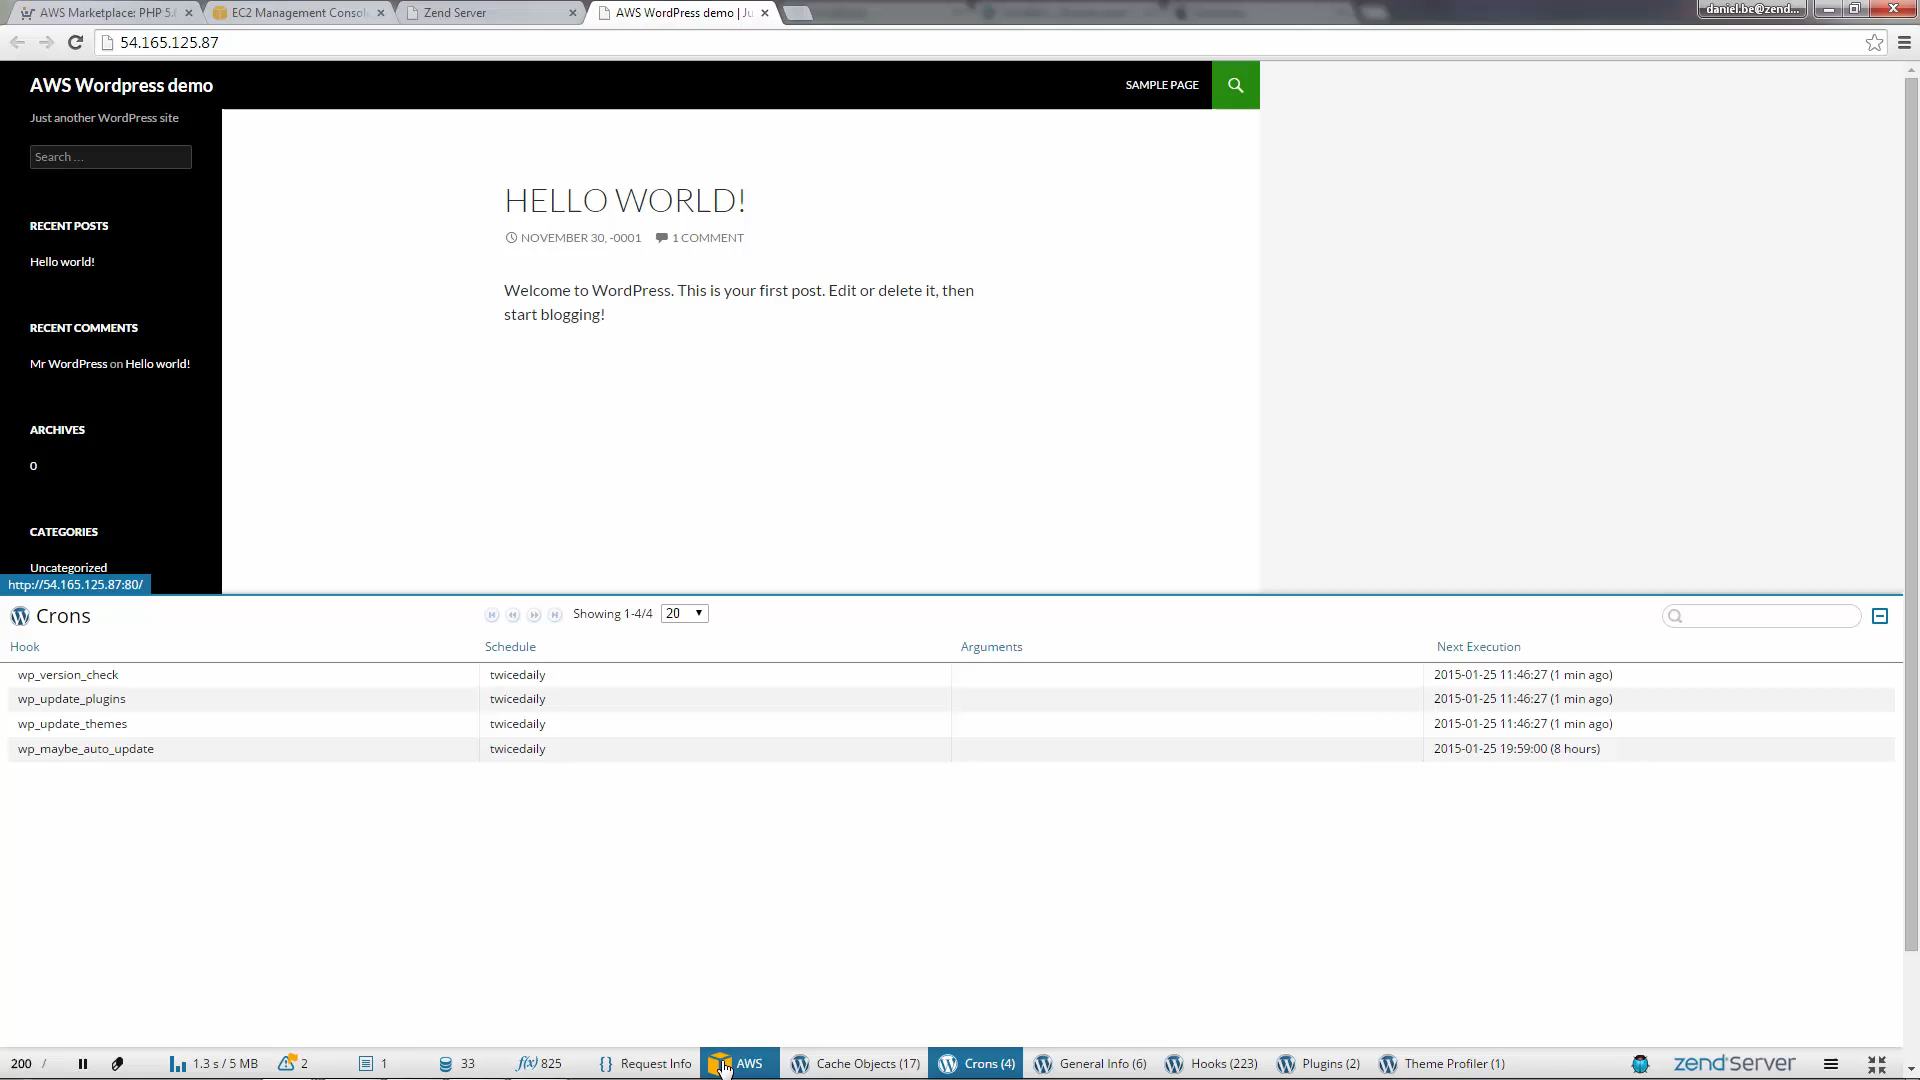 AWS Marketplace: PHP 5.
EC2 Management Consol
Zend Server
AWS WordPress demo | Ju
daniel.be@zend...
54.165.125.87
AWS Wordpress demo
SAMPLE PAGE
Just another WordPress site
Search ...
RECENT POSTS
Hello world!
RECENT COMMENTS
Mr WordPress on Hello world!
ARCHIVES
0
CATEGORIES
Uncategorized
HELLO WORLD!
NOVEMBER 30, -0001 1 COMMENT
Welcome to WordPress. This is your first post. Edit or delete it, then
start blogging!
http://54.165.125.87:80/
Crons
Showing 1-4/4 20
Hook Schedule Arguments Next Execution
wp_version_check twicedaily 2015-01-25 11:46:27 (1 min ago)
wp_update_plugins twicedaily 2015-01-25 11:46:27 (1 min ago)
wp_update_themes twicedaily 2015-01-25 11:46:27 (1 min ago)
wp_maybe_auto_update twicedaily 2015-01-25 19:59:00 (8 hours)
200 / 1.3 s / 5 MB 2 1 33 f(x) 825 {} Request Info AWS Cache Objects (17) Crons (4) General Info (6) Hooks (223) Plugins (2) Theme Profiler (1) zend Server